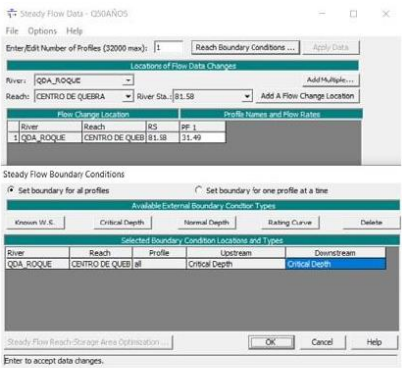 Steady Flow Data - Q50AÑOS
File Options Help
Enter/Edit Number of Profiles (32000 max): 1 Reach Boundary Conditions ... Apply Data
Locations of Flow Data Changes
River: QDA_ROQUE Add Multiple...
Reach: CENTRO DE QUEBRA River Sta.: 81.58 Add A Flow Change Location
Flow Change Location Profile Names and Flow Rates
River Reach RS PF 1
1 QDA_ROQUE CENTRO DE QUEB 81.58 31.49
Steady Flow Boundary Conditions
Set boundary for all profiles Set boundary for one profile at a time
Available External Boundary Condtion Types
Known W.S. Critical Depth Normal Depth Rating Curve Delete
Selected Boundary Condition Locations and Types
River Reach Profile Upstream Downstream
QDA_ROQUE CENTRO DE QUEB all Critical Depth Critical Depth
Steady Flow Reach-Storage Area Optimization ... OK Cancel Help
Enter to accept data changes.